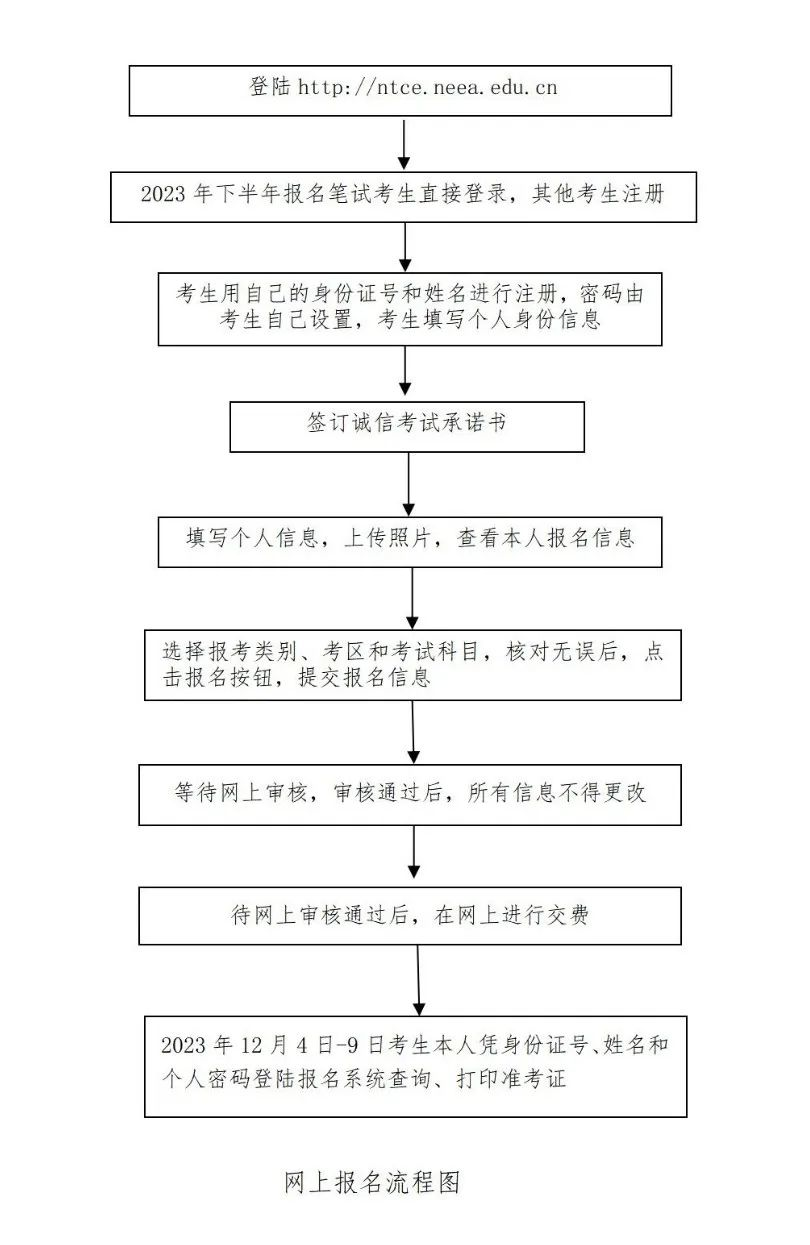 登陆 http://ntce.neea.edu.cn
2023 年下半年报名笔试考生直接登录，其他考生注册
考生用自己的身份证号和姓名进行注册，密码由
考生自己设置，考生填写个人身份信息
签订诚信考试承诺书
填写个人信息，上传照片，查看本人报名信息
选择报考类别、考区和考试科目，核对无误后，点
击报名按钮，提交报名信息
等待网上审核，审核通过后，所有信息不得更改
待网上审核通过后，在网上进行交费
2023 年 12 月 4 日-9 日考生本人凭身份证号、姓名和
个人密码登陆报名系统查询、打印准考证
网上报名流程图